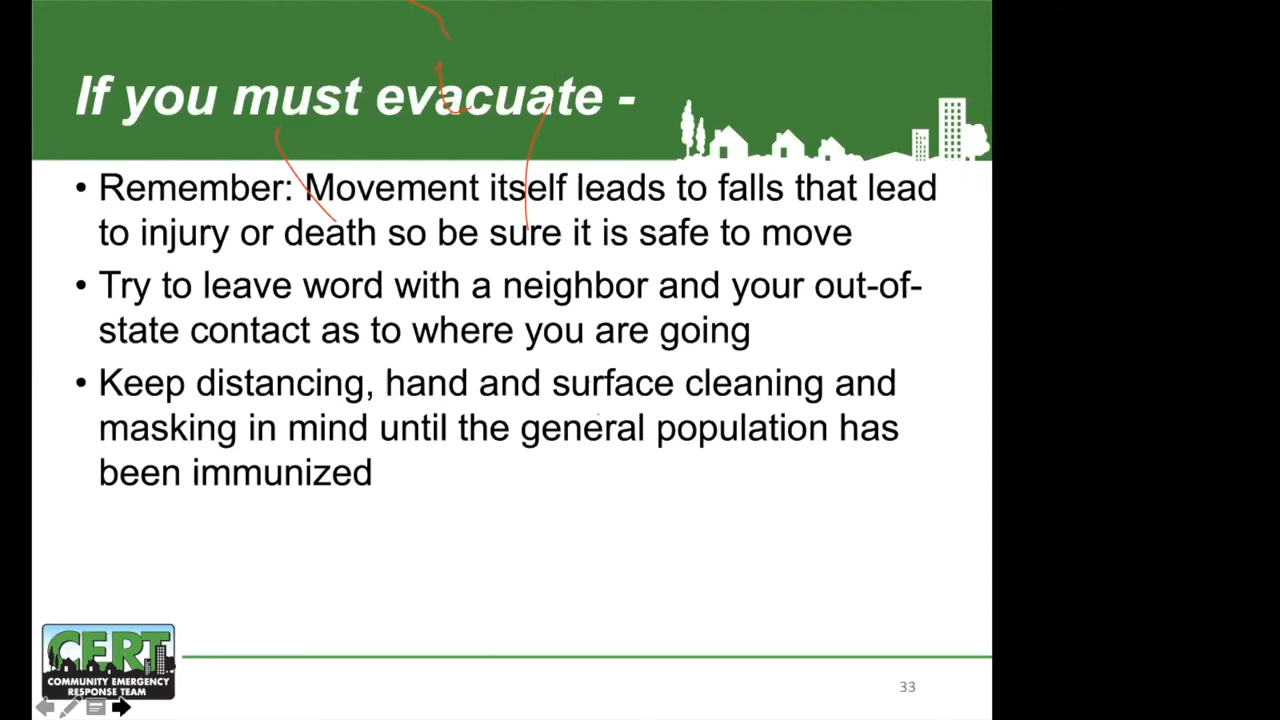 If you must evacuate -
• Remember: Movement itself leads to falls that lead
to injury or death so be sure it is safe to move
• Try to leave word with a neighbor and your out-of-
state contact as to where you are going
• Keep distancing, hand and surface cleaning and
masking in mind until the general population has
been immunized
CERT
COMMUNITY EMERGENCY
RESPONSE TEAM
33